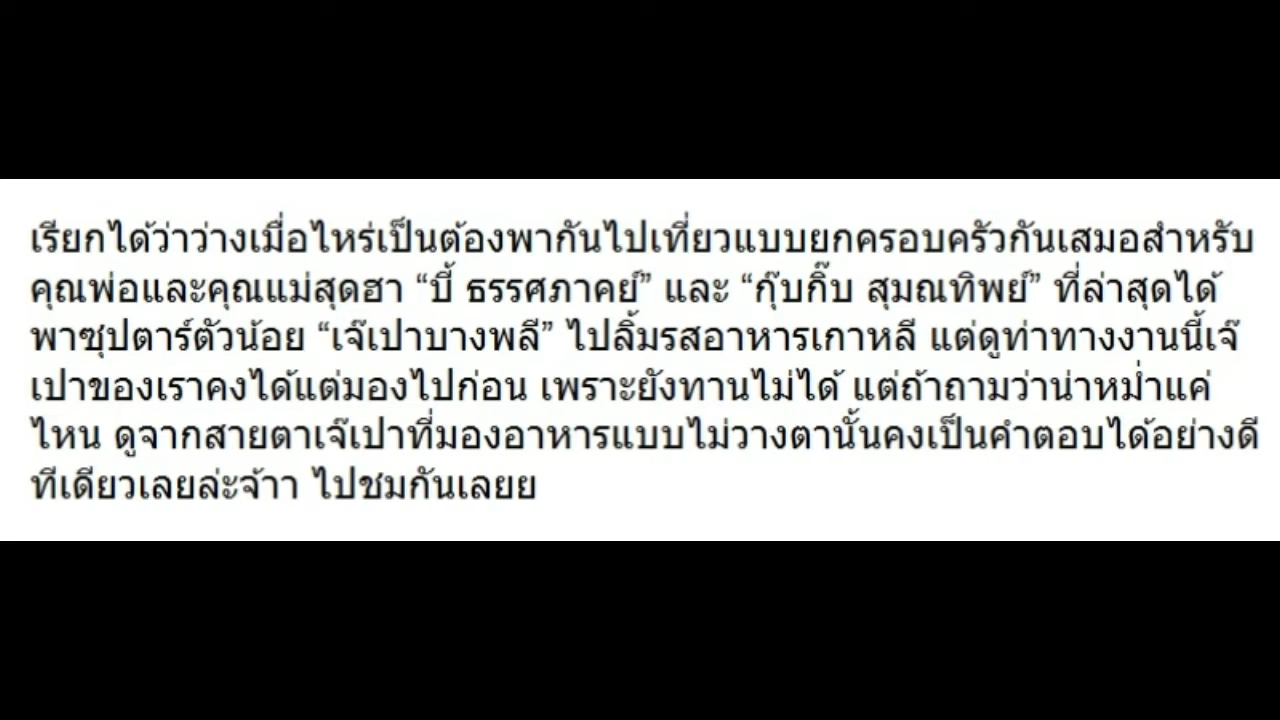 เรียกได้ว่าว่างเมื่อไหร่เป็นต้องพากันไปเที่ยวแบบยกครอบครัวกันเสมอสำหรับ
คุณพ่อและคุณแม่สุดฮา “บี้ ธรรศภาคย์” และ “กุ๊บกิ๊บ สุมณทิพย์” ที่ล่าสุดได้
พาซุปตาร์ตัวน้อย “เจ๊เปาบางพลี” ไปลิ้มรสอาหารเกาหลี แต่ดูท่าทางงานนี้เจ๊
เปาของเราคงได้แต่มองไปก่อน เพราะยังทานไม่ได้ แต่ถ้าถามว่าน่าหม่ำแค่
ไหน ดูจากสายตาเจ๊เปาที่มองอาหารแบบไม่วางตานั้นคงเป็นคำตอบได้อย่างดี
ทีเดียวเลยล่ะจ้าา ไปชมกันเลยย